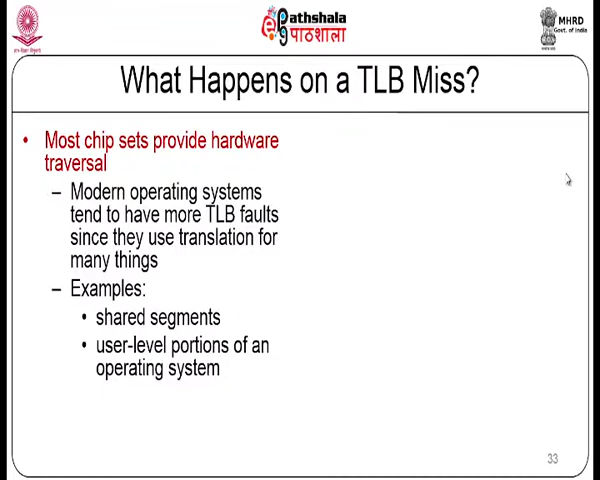 Pathshala
पाठशाला
MHRD
Govt. of India
What Happens on a TLB Miss?
• Most chip sets provide hardware
traversal
– Modern operating systems
tend to have more TLB faults
since they use translation for
many things
– Examples:
• shared segments
• user-level portions of an
operating system
33